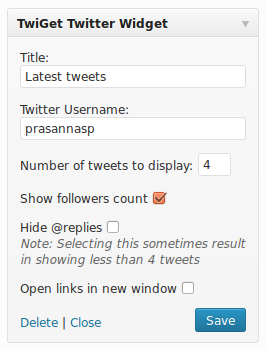 TwiGet Twitter Widget
Title:
Latest tweets
Twitter Username:
prasannasp
Number of tweets to display: 4
Show followers count
Hide @replies
Note: Selecting this sometimes result
in showing less than 4 tweets
Open links in new window
Delete | Close Save